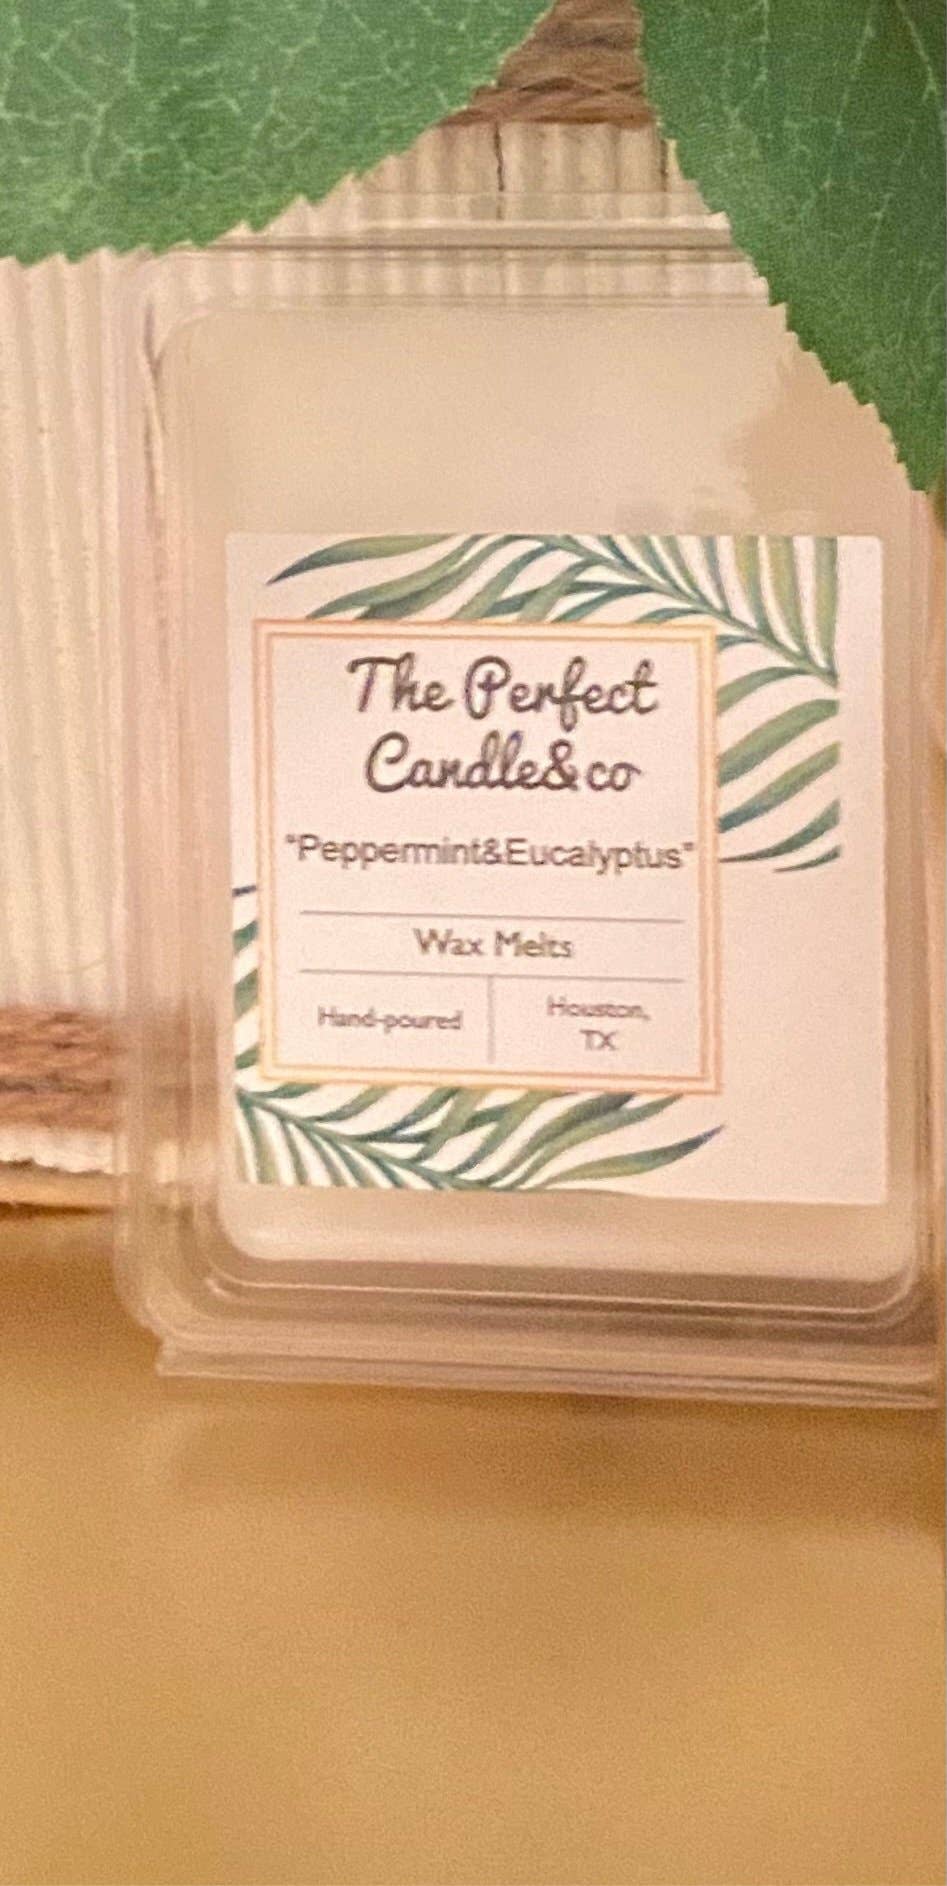 The Perfect
Candle&co
"Peppermint&Eucalyptus"
Wax Melts
Hand-poured
Houston,
TX